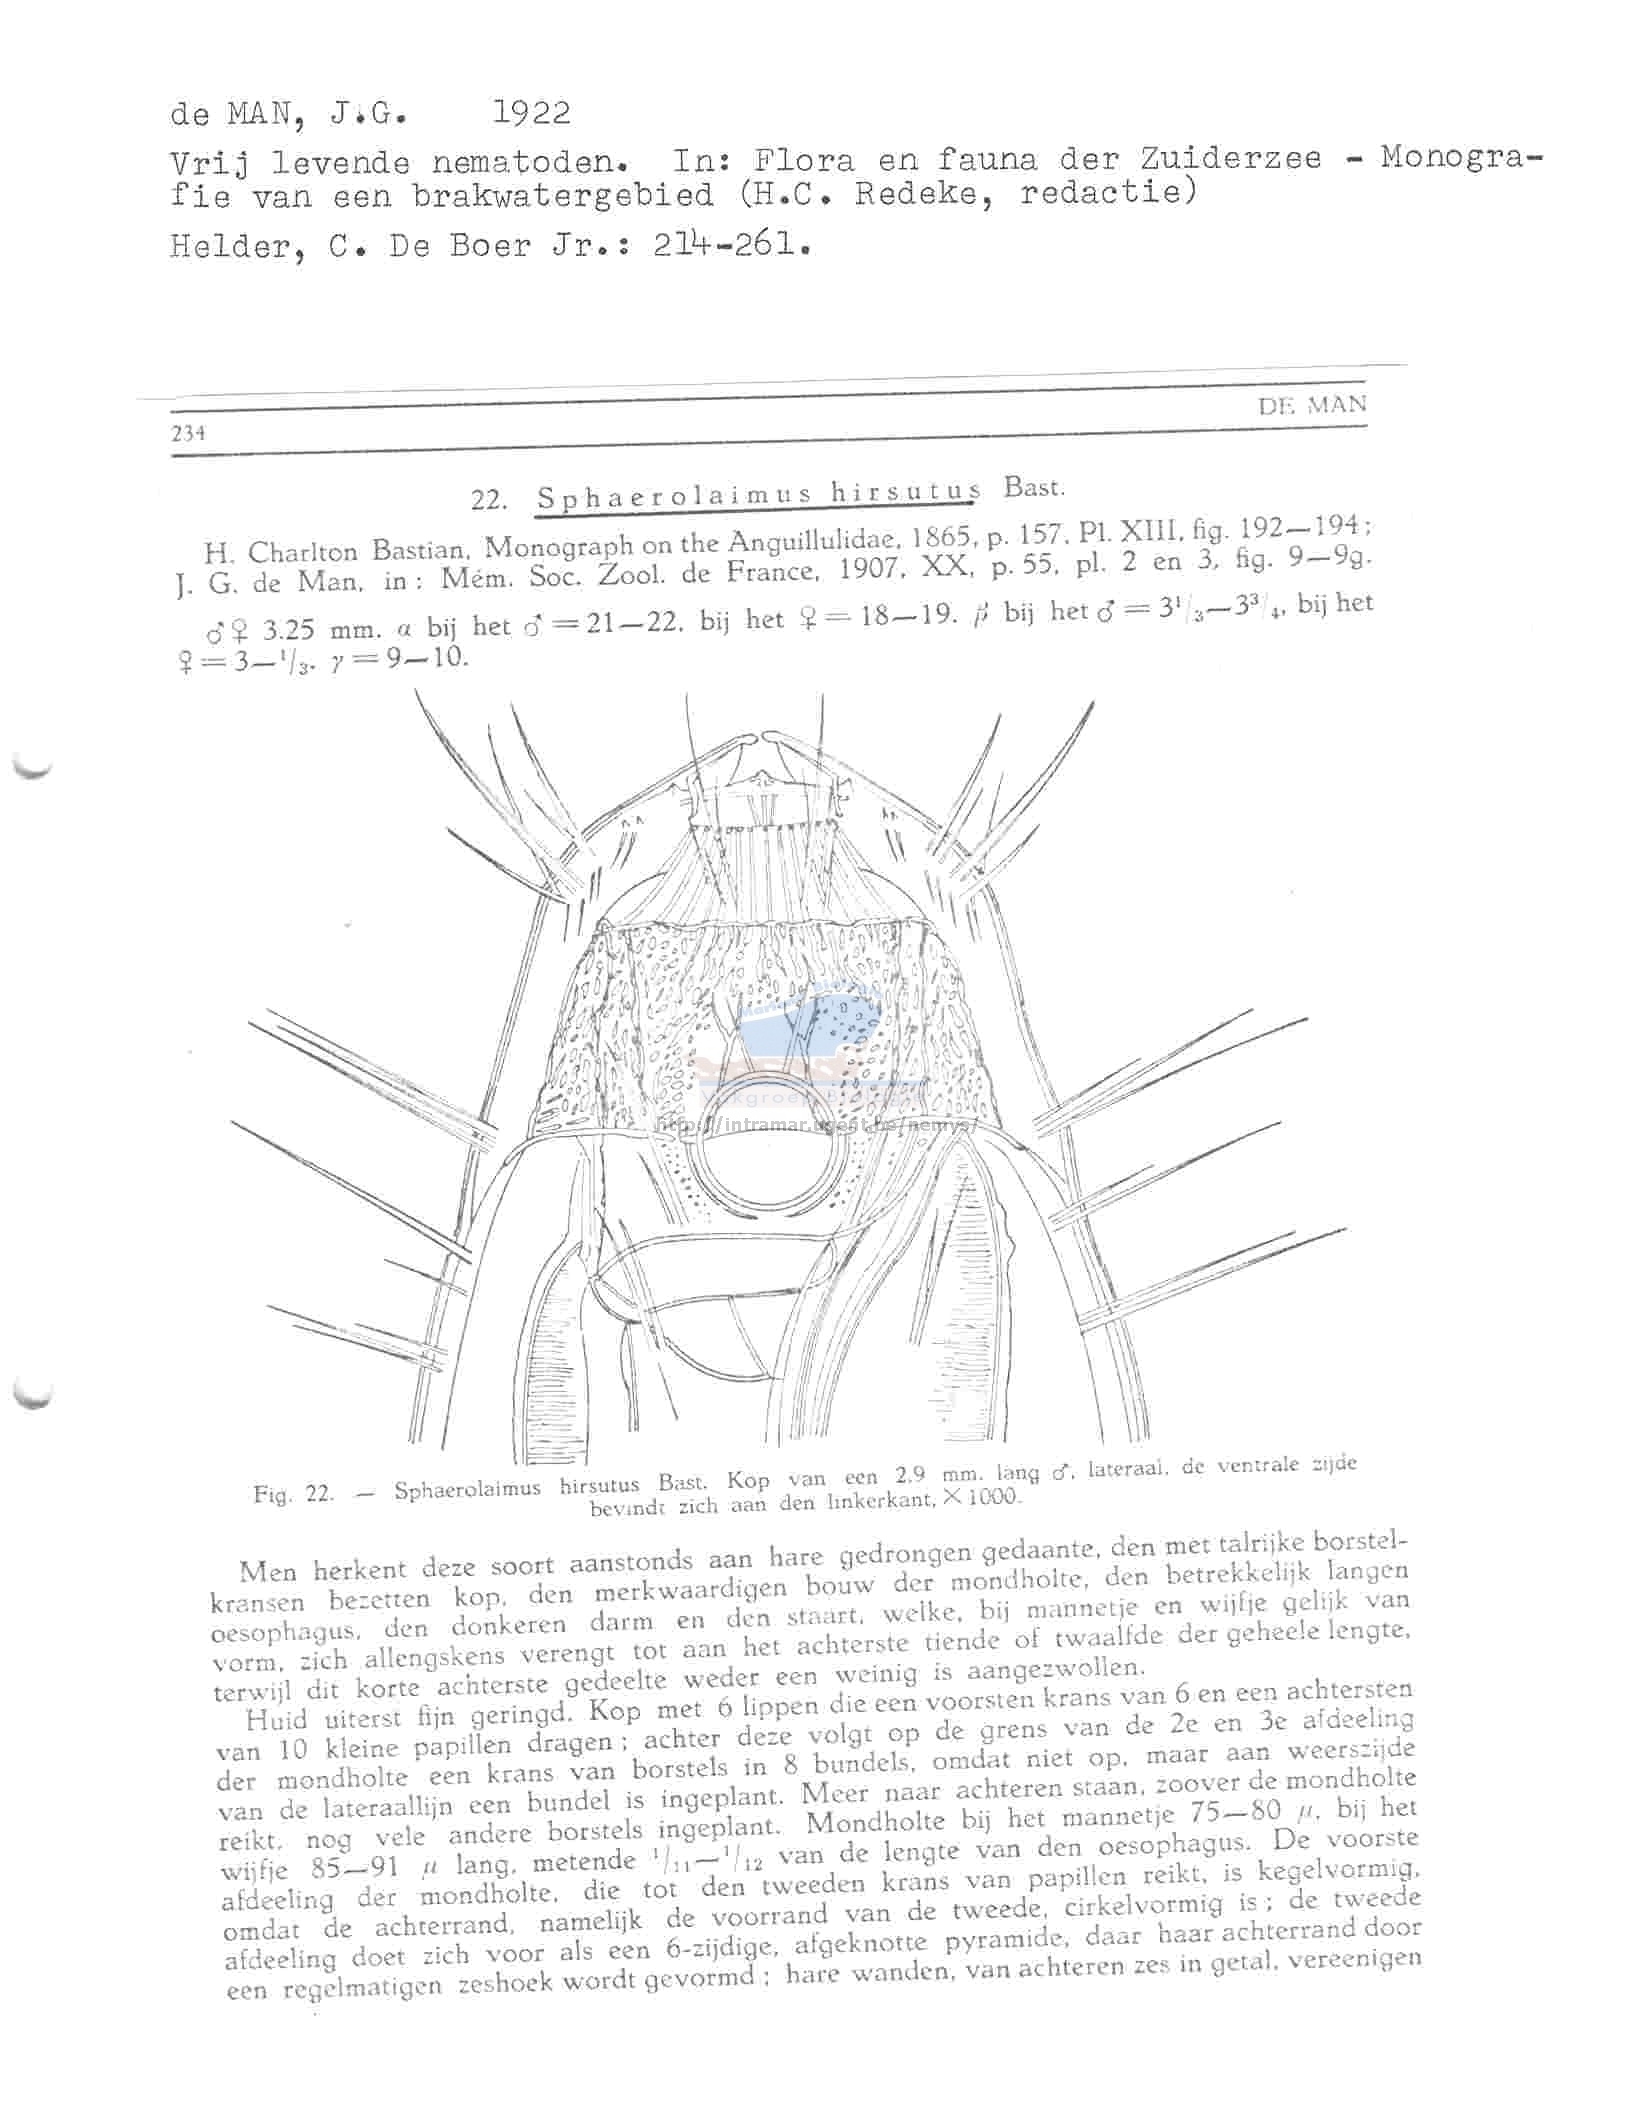 de MAN, J.G. 1922
Vrij levende nematoden. In: Flora en fauna der Zuiderzee - Monogra-
fie van een brakwatergebied (H.C. Redeke, redactie)
Helder, C. De Boer Jr.: 214-261.
DE MAN
234
22. Sphaerolaimus hirsutus Bast.
H. Charlton Bastian, Monograph on the Anguillulidae, 1865, p. 157, Pl. XIII, fig. 192—194;
J. G. de Man, in: Mém. Soc. Zool. de France, 1907, XX, p. 55, pl. 2 en 3, fig. 9—9g.
♂♀ 3.25 mm. α bij het ♂ = 21—22, bij het ♀ = 18—19. β bij het ♂ = 3¹/₃—3³/₄, bij het
♀ = 3—¹/₃. γ = 9—10.
http://intramar.ugent.be/nemys/
Fig. 22. — Sphaerolaimus hirsutus Bast. Kop van een 2,9 mm. lang ♂, lateraal, de ventrale zijde
bevindt zich aan den linkerkant, × 1000.
Men herkent deze soort aanstonds aan hare gedrongen gedaante, den met talrijke borstel-
kransen bezetten kop, den merkwaardigen bouw der mondholte, den betrekkelijk langen
oesophagus, den donkeren darm en den staart, welke, bij mannetje en wijfje gelijk van
vorm, zich allengskens verengt tot aan het achterste tiende of twaalfde der geheele lengte,
terwijl dit korte achterste gedeelte weder een weinig is aangezwollen.
Huid uiterst fijn geringd. Kop met 6 lippen die een voorsten krans van 6 en een achtersten
van 10 kleine papillen dragen; achter deze volgt op de grens van de 2e en 3e afdeeling
der mondholte een krans van borstels in 8 bundels, omdat niet op, maar aan weerszijde
van de lateraallijn een bundel is ingeplant. Meer naar achteren staan, zoover de mondholte
reikt, nog vele andere borstels ingeplant. Mondholte bij het mannetje 75—80 μ, bij het
wijfje 85—91 μ lang, metende ¹/₁₁—¹/₁₂ van de lengte van den oesophagus. De voorste
afdeeling der mondholte, die tot den tweeden krans van papillen reikt, is kegelvormig,
omdat de achterrand, namelijk de voorrand van de tweede, cirkelvormig is; de tweede
afdeeling doet zich voor als een 6-zijdige, afgeknotte pyramide, daar haar achterrand door
een regelmatigen zeshoek wordt gevormd; hare wanden, van achteren zes in getal, vereenigen